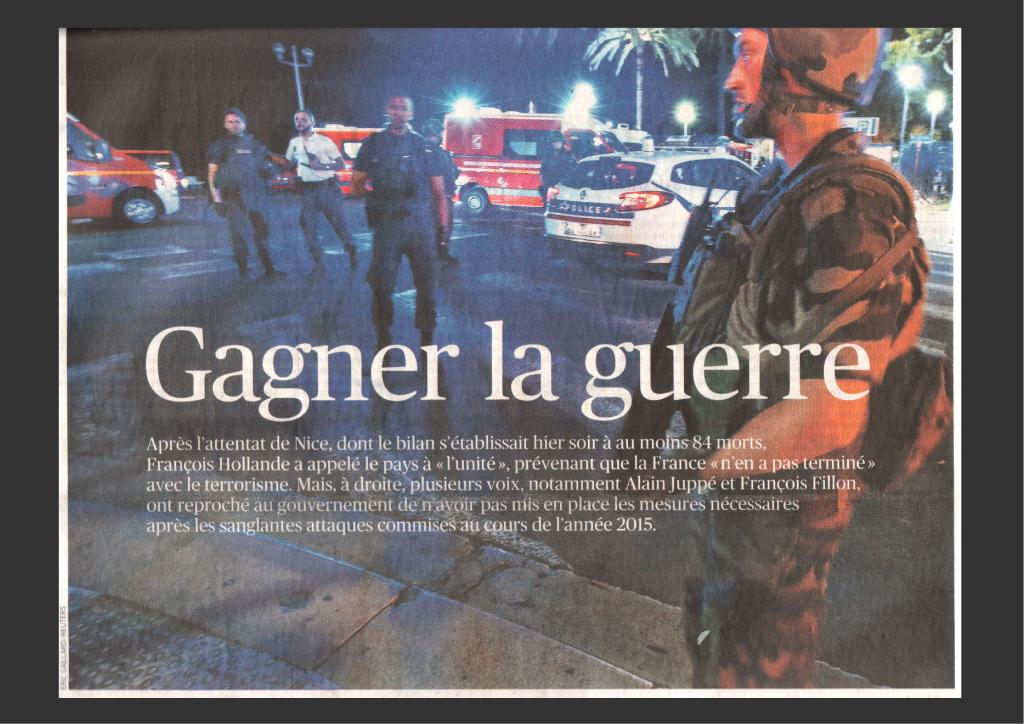 POLICE
Gagner la guerre
Après l'attentat de Nice, dont le bilan s'établissait hier soir à au moins 84 morts,
François Hollande a appelé le pays à « l'unité », prévenant que la France « n'en a pas terminé »
avec le terrorisme. Mais, à droite, plusieurs voix, notamment Alain Juppé et François Fillon,
ont reproché au gouvernement de n'avoir pas mis en place les mesures nécessaires
après les sanglantes attaques commises au cours de l'année 2015.
ERIC GAILLARD/REUTERS